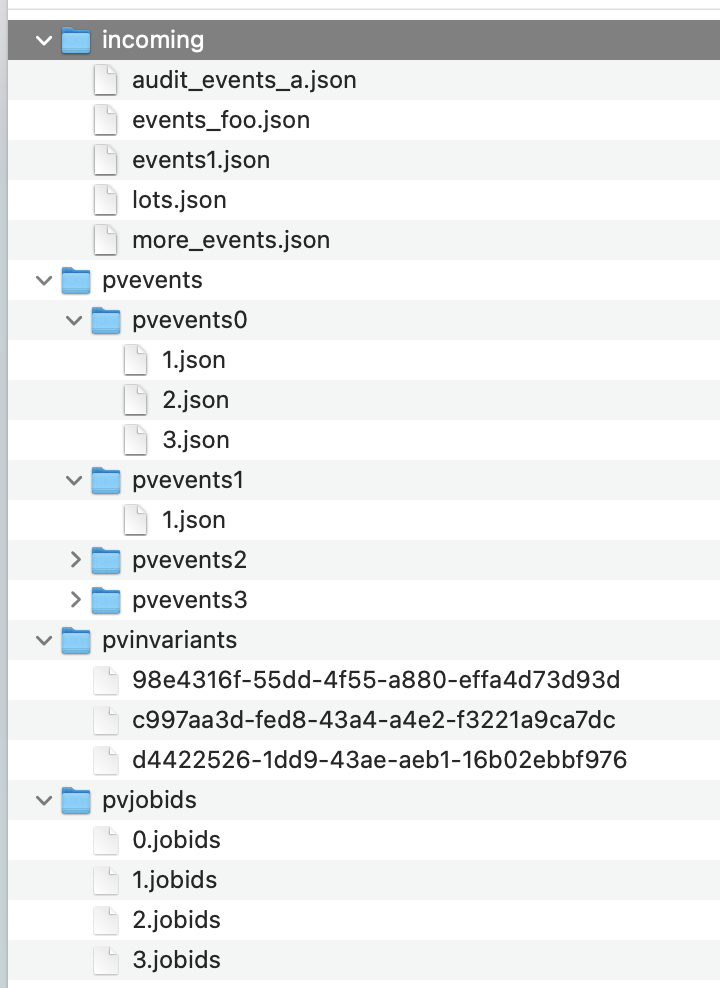 incoming
audit_events_a.json
events_foo.json
events1.json
lots.json
more_events.json
pvevents
pvevents0
1.json
2.json
3.json
pvevents1
1.json
pvevents2
pvevents3
pvinvariants
98e4316f-55dd-4f55-a880-effa4d73d93d
c997aa3d-fed8-43a4-a4e2-f3221a9ca7dc
d4422526-1dd9-43ae-aeb1-16b02ebbf976
pvjobids
0.jobids
1.jobids
2.jobids
3.jobids